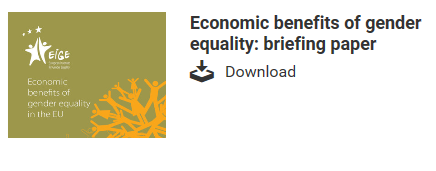 EIGE
Economic
benefits of
gender equality
in the EU
Economic benefits of gender
equality: briefing paper
Download